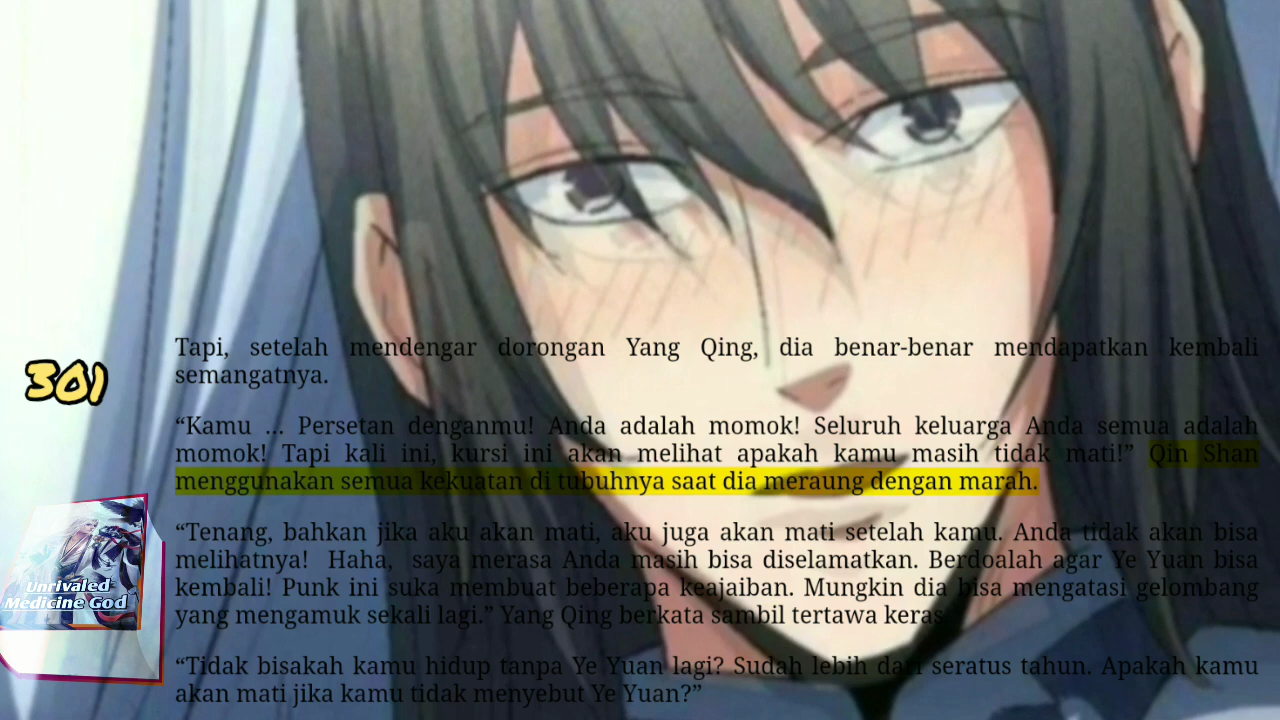 Tapi, setelah mendengar dorongan Yang Qing, dia benar-benar mendapatkan kembali
semangatnya.
“Kamu ... Persetan denganmu! Anda adalah momok! Seluruh keluarga Anda semua adalah
momok! Tapi kali ini, kursi ini akan melihat apakah kamu masih tidak mati!” Qin Shan
menggunakan semua kekuatan di tubuhnya saat dia meraung dengan marah.
“Tenang, bahkan jika aku akan mati, aku juga akan mati setelah kamu. Anda tidak akan bisa
melihatnya! Haha, saya merasa Anda masih bisa diselamatkan. Berdoalah agar Ye Yuan bisa
kembali! Punk ini suka membuat beberapa keajaiban. Mungkin dia bisa mengatasi gelombang
yang mengamuk sekali lagi.” Yang Qing berkata sambil tertawa keras.
“Tidak bisakah kamu hidup tanpa Ye Yuan lagi? Sudah lebih dari seratus tahun. Apakah kamu
akan mati jika kamu tidak menyebut Ye Yuan?”
301
Unrivaled
Medicine God